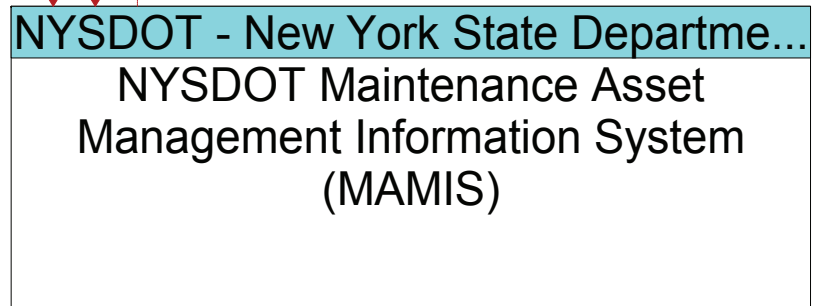 NYSDOT - New York State Departme...
NYSDOT Maintenance Asset
Management Information System
(MAMIS)